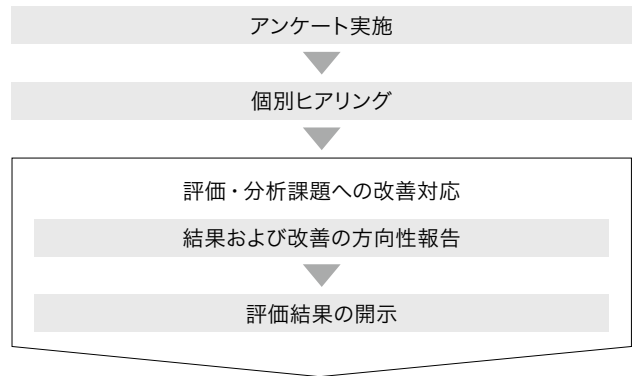 アンケート実施
個別ヒアリング
評価・分析課題への改善対応
結果および改善の方向性報告
評価結果の開示